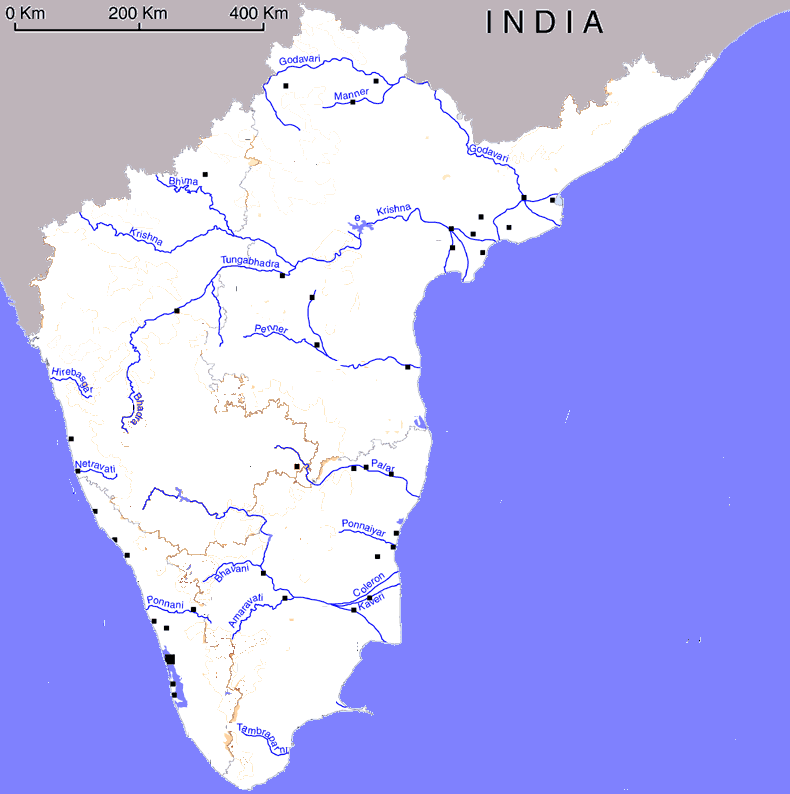 0 Km 200 Km 400 Km
INDIA
Godavari
Manner
Godavari
Bhima
Krishna
e
Krishna
Tungabhadra
Penner
Hirebasgat
Bhadra
Netravati
Palar
Ponnaiyar
Bhavani
Coleron
Kaveri
Ponnani
Amaravati
Tambraparni